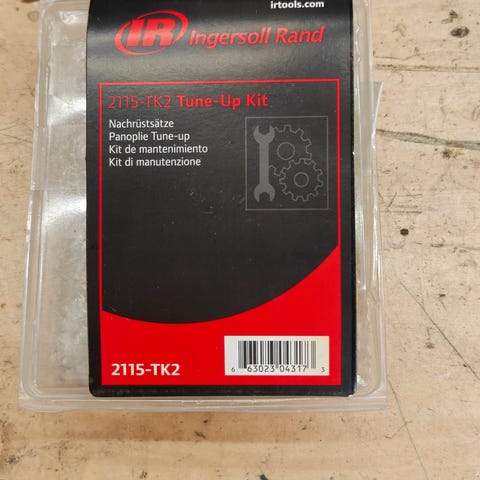 irtools.com
IR Ingersoll Rand
2115-TK2 Tune-Up Kit
Nachrüstsätze
Panoplie Tune-up
Kit de mantenimiento
Kit di manutenzione
2115-TK2
6 63023 04317 3